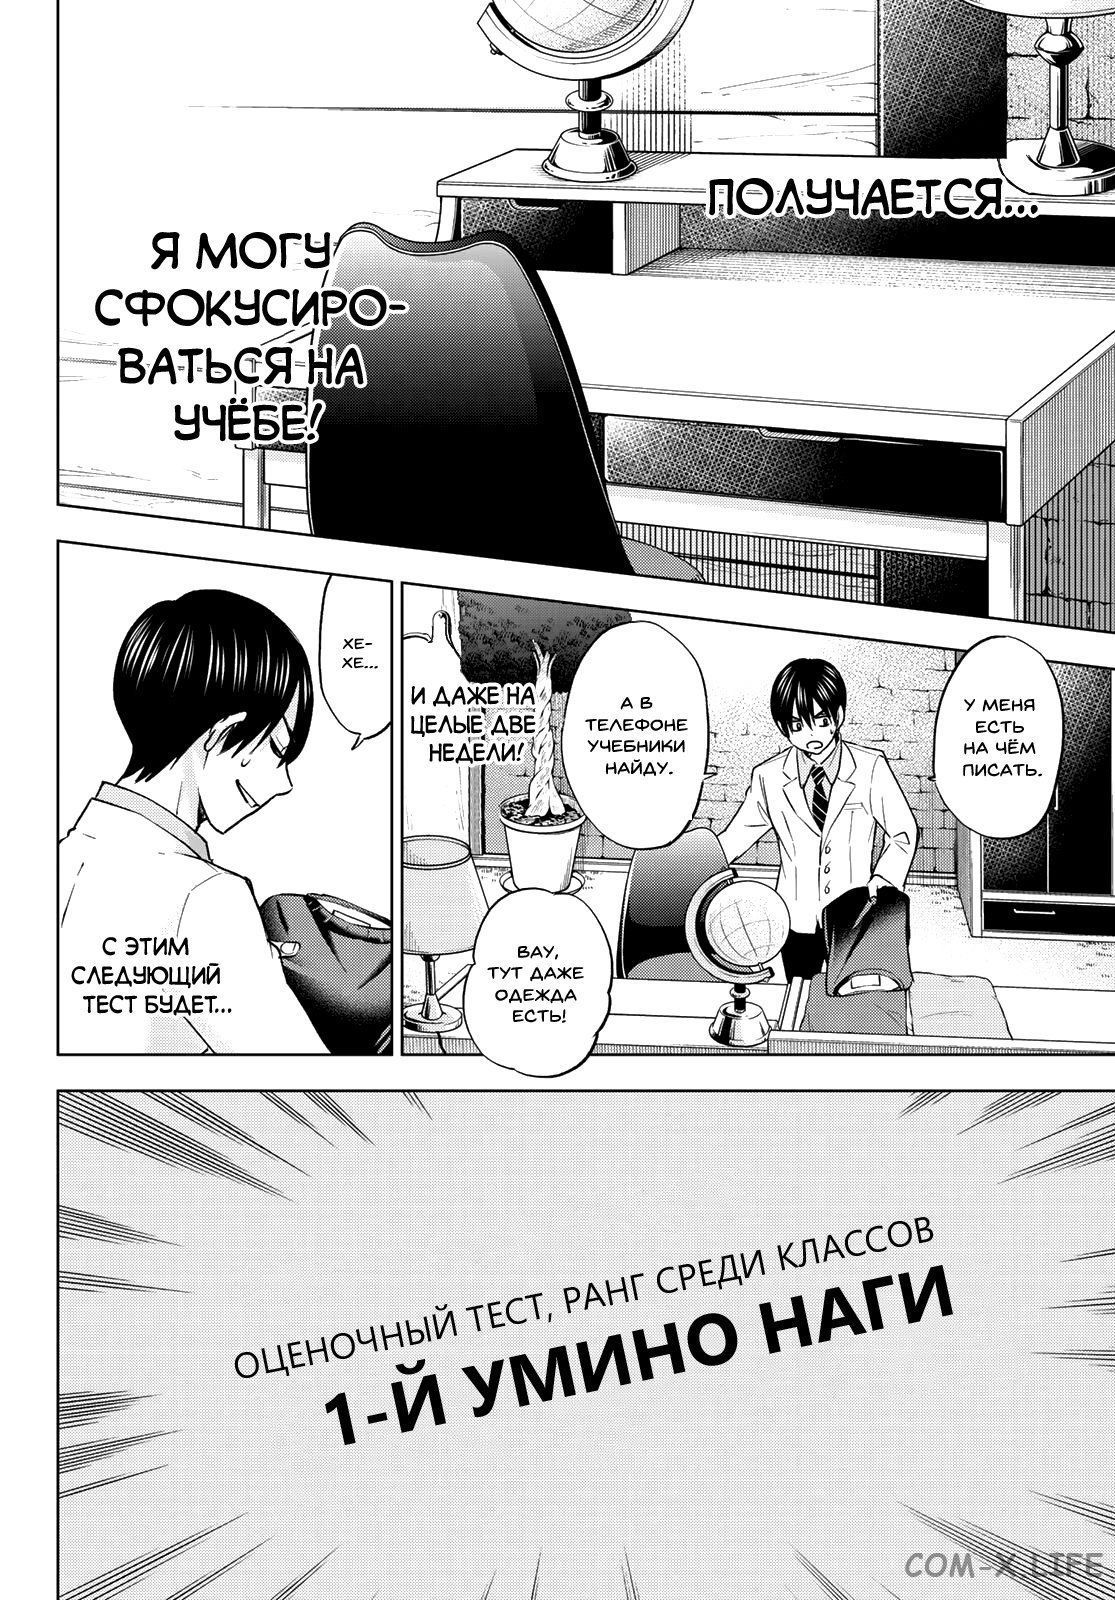 ПОЛУЧАЕТСЯ...
Я МОГУ
СФОКУСИРО-
ВАТЬСЯ НА
УЧЁБЕ!
У МЕНЯ
ЕСТЬ
НА ЧЁМ
ПИСАТЬ.
А В
ТЕЛЕФОНЕ
УЧЕБНИКИ
НАЙДУ.
ВАУ,
ТУТ ДАЖЕ
ОДЕЖДА
ЕСТЬ!
И ДАЖЕ НА
ЦЕЛЫЕ ДВЕ
НЕДЕЛИ!
ХЕ-
ХЕ...
С ЭТИМ
СЛЕДУЮЩИЙ
ТЕСТ БУДЕТ...
ОЦЕНОЧНЫЙ ТЕСТ, РАНГ СРЕДИ КЛАССОВ
1-Й УМИНО НАГИ
COM-X LIFE